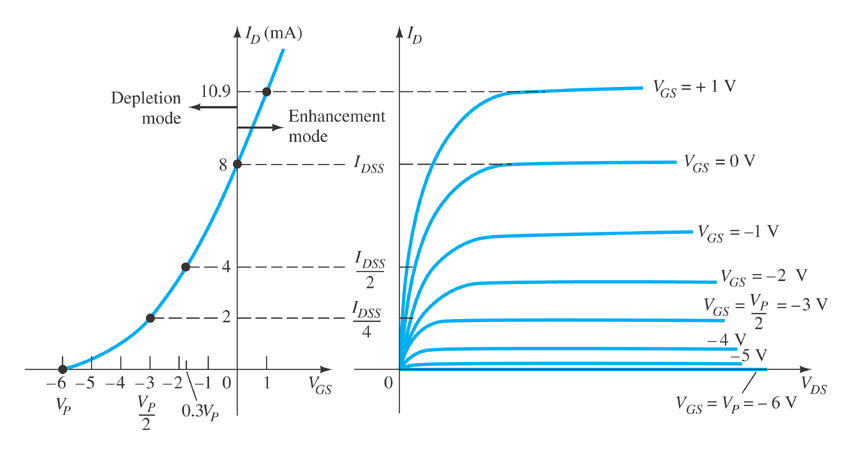 I_D (mA)
10.9
Depletion
mode
Enhancement
mode
8
4
2
−6 −5 −4 −3 −2 −1 0 1 V_GS
V_P
V_P
2
0.3V_P
I_D
I_DSS
I_DSS
2
I_DSS
4
0
V_GS = + 1 V
V_GS = 0 V
V_GS = −1 V
V_GS = −2 V
V_GS = V_P/2 = −3 V
−4 V
−5 V
V_DS
V_GS = V_P = − 6 V